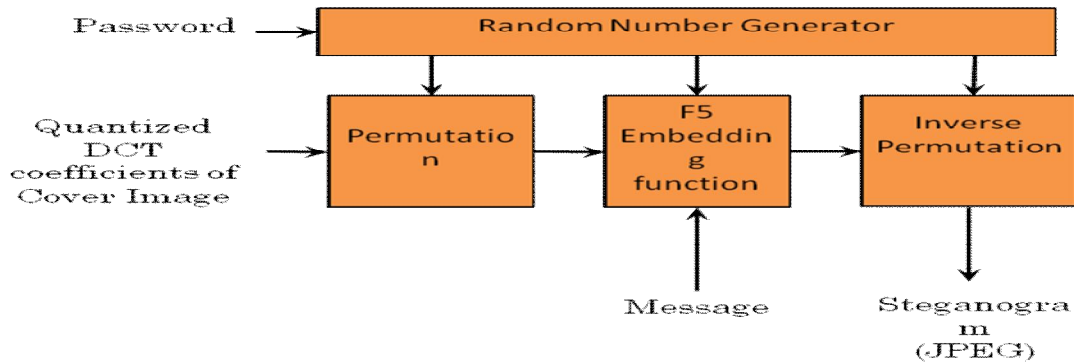 Password
Random Number Generator
Quantized
DCT
coefficients of
Cover Image
Permutatio
n
F5
Embeddin
g
function
Inverse
Permutation
Message
Steganogra
m
(JPEG)